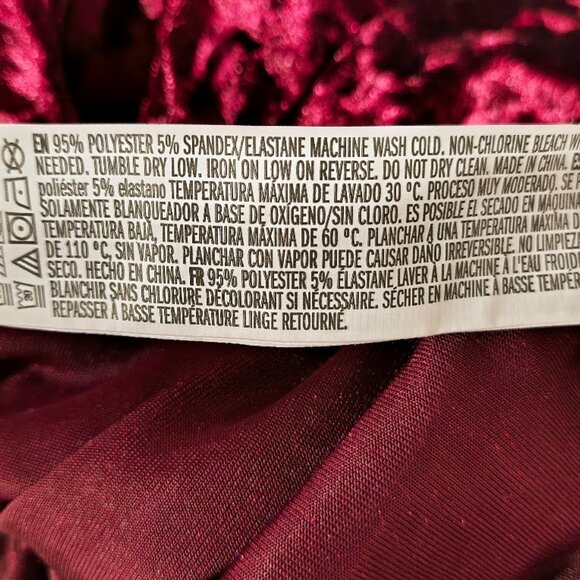 EN 95% POLYESTER 5% SPANDEX/ELASTANE MACHINE WASH COLD. NON-CHLORINE BLEACH
NEEDED. TUMBLE DRY LOW. IRON ON LOW ON REVERSE. DO NOT DRY CLEAN. MADE IN CHINA.
poliéster 5% elastano TEMPERATURA MÁXIMA DE LAVADO 30 ºC. PROCESO MUY MODERADO. SE
SOLAMENTE BLANQUEADOR A BASE DE OXÍGENO/SIN CLORO. ES POSIBLE EL SECADO EN MÁQUINA
TEMPERATURA BAJA, TEMPERATURA MÁXIMA DE 60 ºC. PLANCHAR A UNA TEMPERATURA
DE 110 ºC, SIN VAPOR. PLANCHAR CON VAPOR PUEDE CAUSAR DAÑO IRREVERSIBLE. NO
SECO. HECHO EN CHINA. FR 95% POLYESTER 5% ÉLASTANE LAVER À LA MACHINE À L'EAU FROIDE
BLANCHIR SANS CHLORURE DÉCOLORANT SI NÉCESSAIRE. SÉCHER EN MACHINE À BASSE
REPASSER À BASSE TEMPÉRATURE LINGE RETOURNÉ.